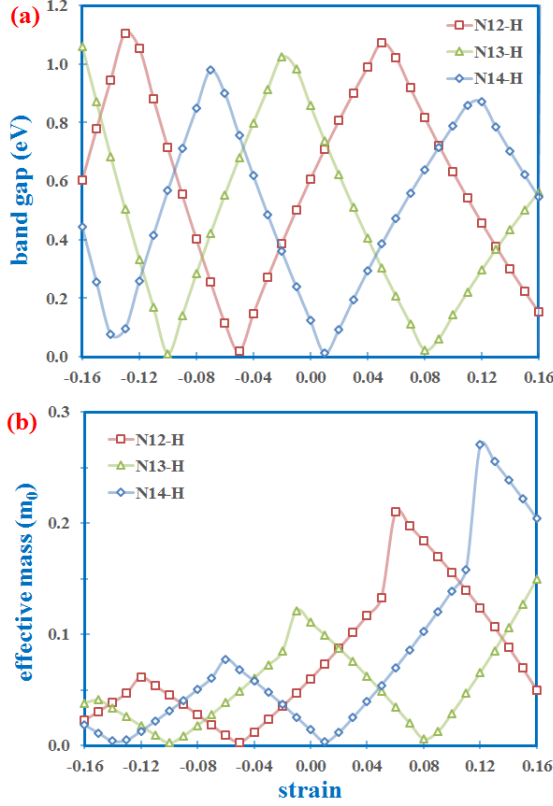 (a)
1.2
1.0
0.8
0.6
0.4
0.2
0.0
band gap (eV)
N12-H
N13-H
N14-H
-0.16 -0.12 -0.08 -0.04 0.00 0.04 0.08 0.12 0.16
(b)
0.3
0.2
0.1
0.0
effective mass (m0)
N12-H
N13-H
N14-H
-0.16 -0.12 -0.08 -0.04 0.00 0.04 0.08 0.12 0.16
strain